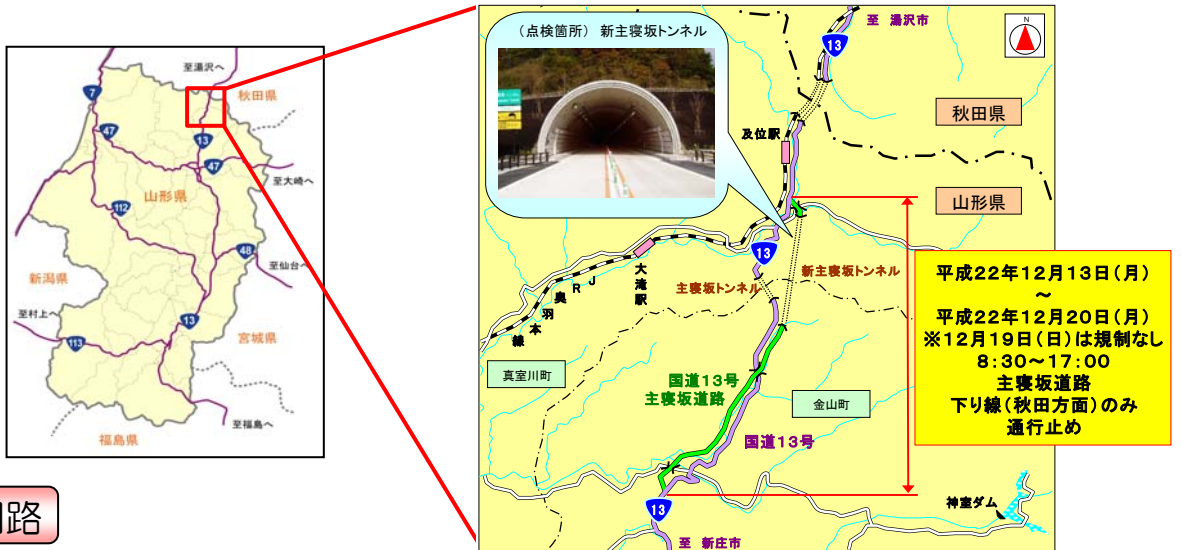 至湯沢へ
秋田県
7
47
13
47
至大崎へ
山形県
112
48
至仙台へ
新潟県
至村上へ
13
宮城県
113
至福島へ
福島県
路
(点検箇所) 新主寝坂トンネル
至 湯沢市
13
N
秋田県
及位駅
山形県
13
大滝駅
新主寝坂トンネル
主寝坂トンネル
JR奥羽本線
真室川町
国道13号
主寝坂道路
金山町
国道13号
神室ダム
13
至 新庄市
平成22年12月13日(月)
~
平成22年12月20日(月)
※12月19日(日)は規制なし
8:30~17:00
主寝坂道路
下り線(秋田方面)のみ
通行止め